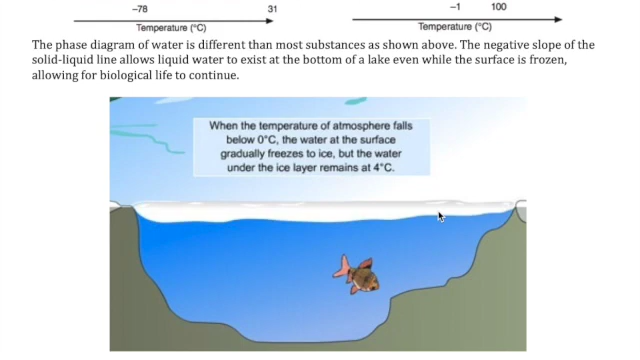 -78 31 -1 100
Temperature (°C) Temperature (°C)
The phase diagram of water is different than most substances as shown above. The negative slope of the
solid-liquid line allows liquid water to exist at the bottom of a lake even while the surface is frozen,
allowing for biological life to continue.
When the temperature of atmosphere falls
below 0°C, the water at the surface
gradually freezes to ice, but the water
under the ice layer remains at 4°C.